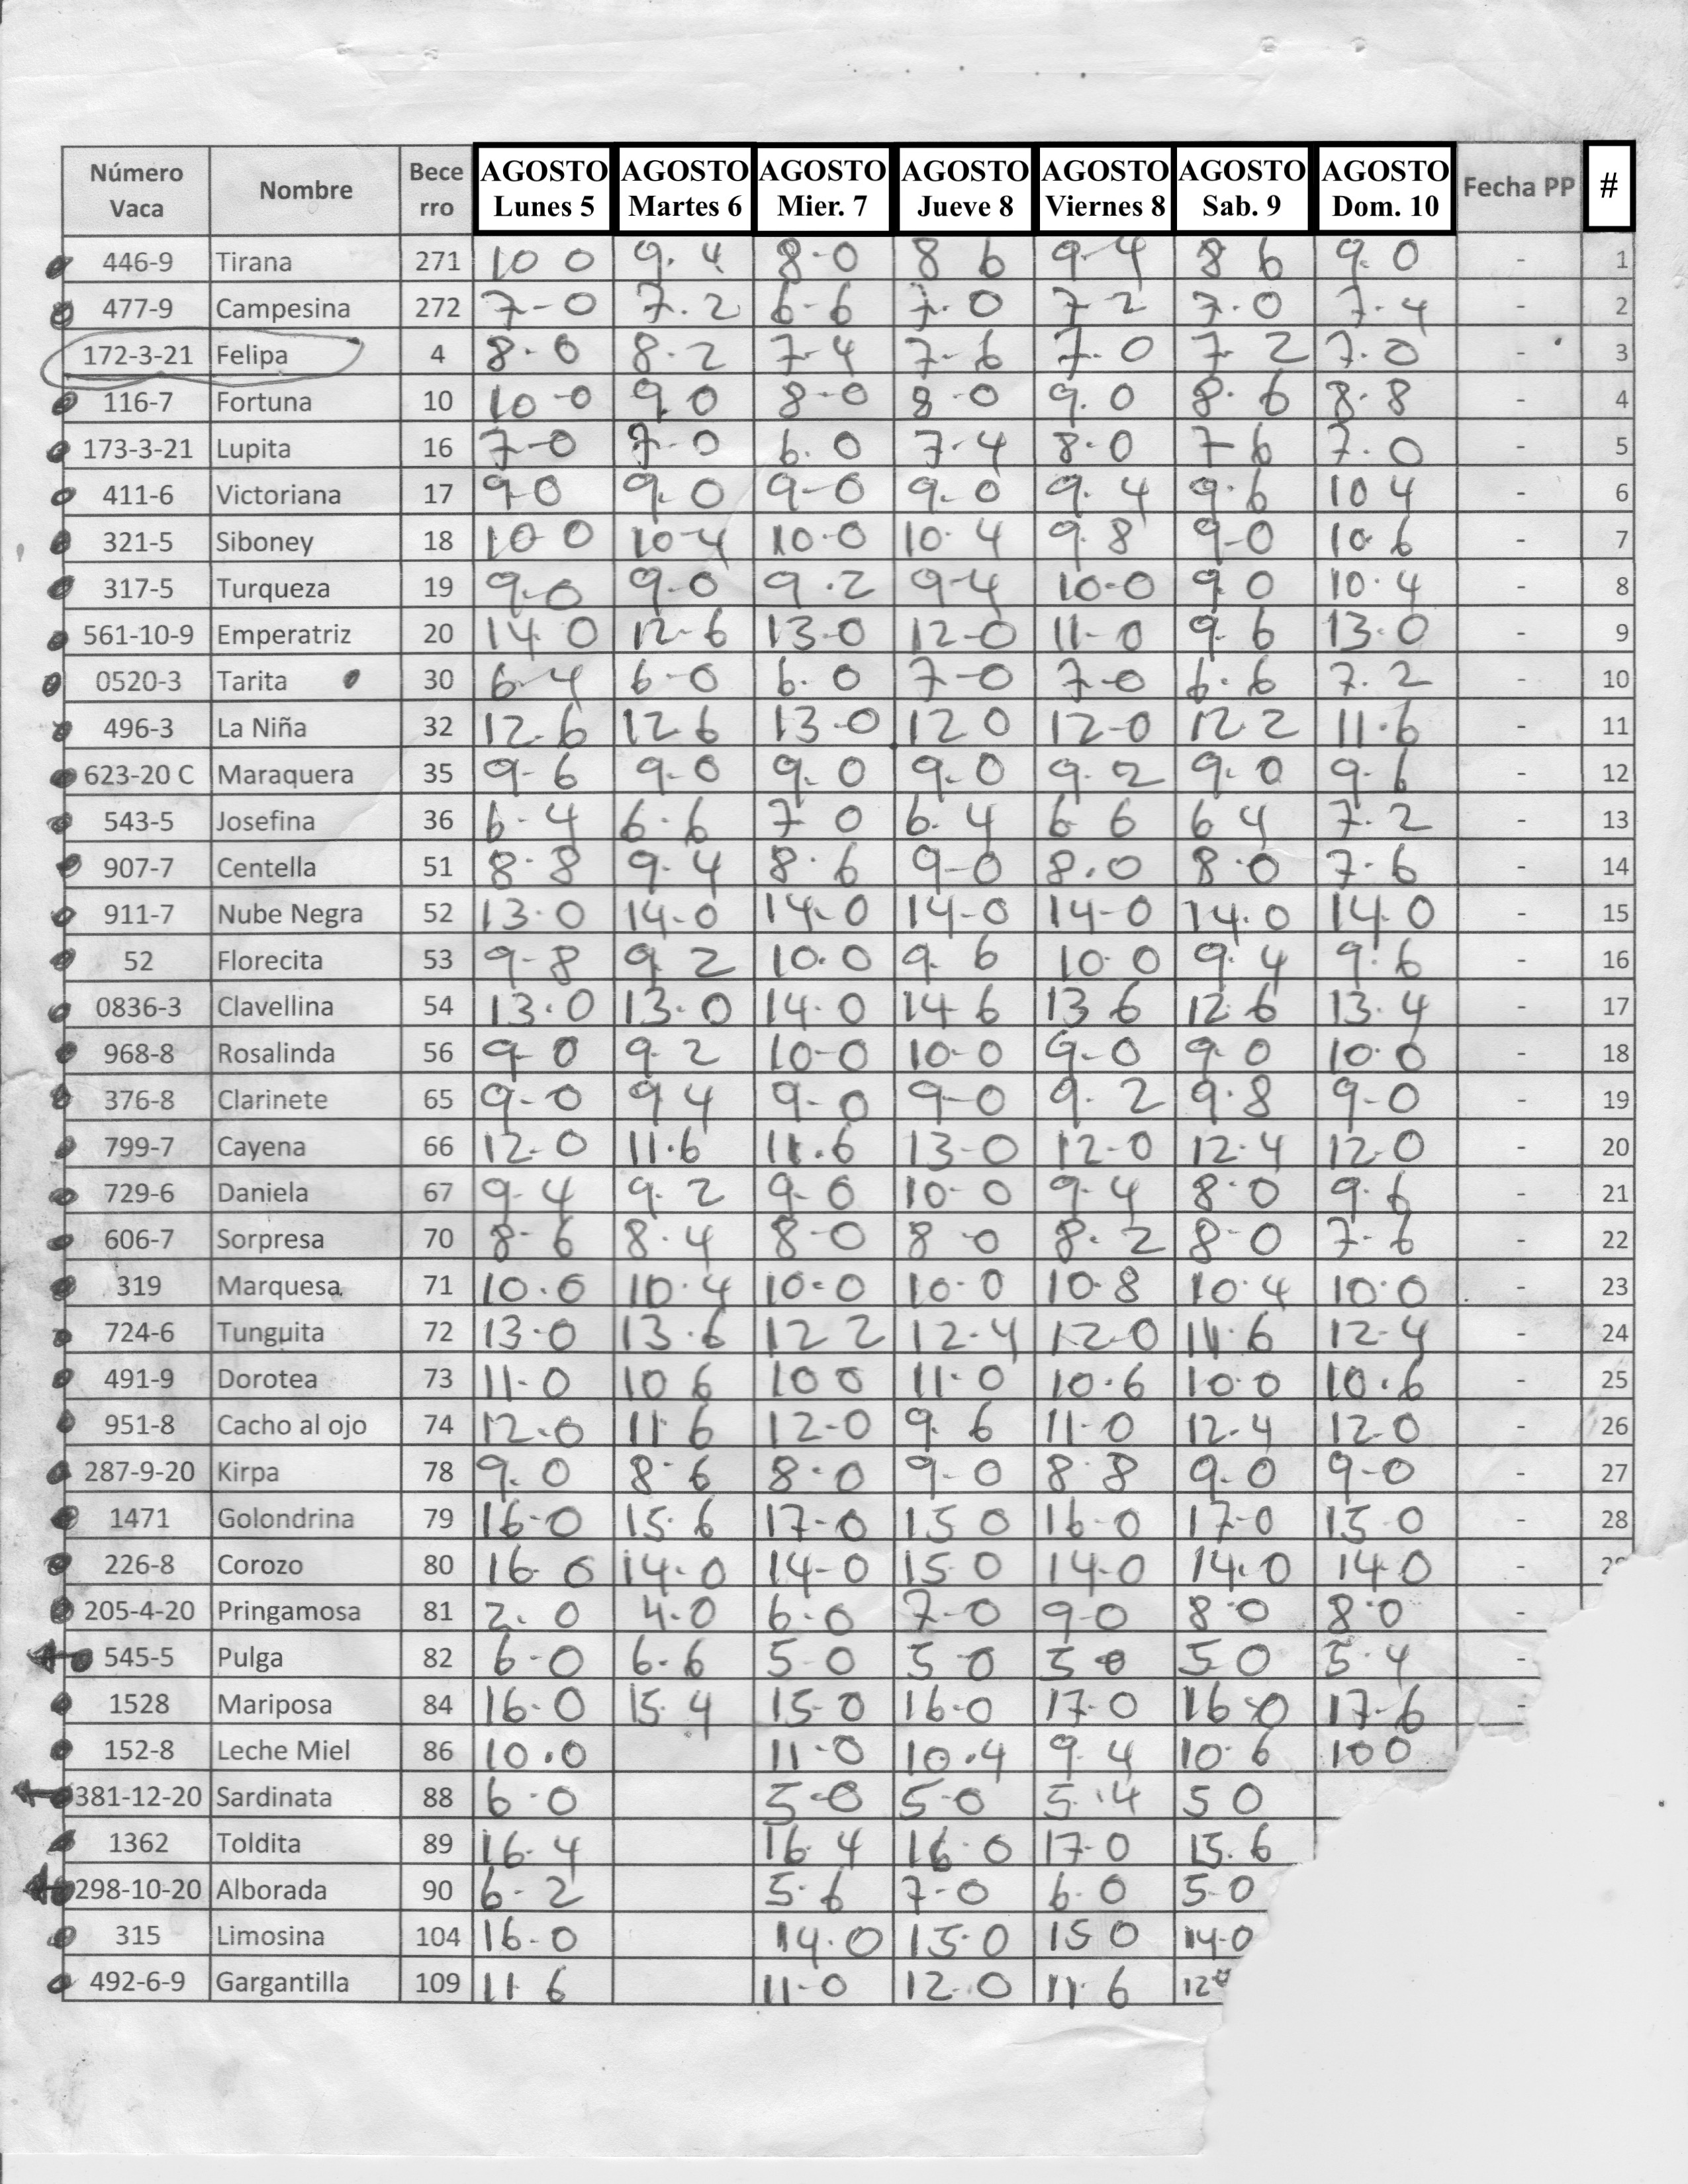 Número Vaca Nombre Bece rro AGOSTO Lunes 5 AGOSTO Martes 6 AGOSTO Mier. 7 AGOSTO Jueve 8 AGOSTO Viernes 8 AGOSTO Sab. 9 AGOSTO Dom. 10 Fecha PP #
446-9 Tirana 271 10 0 9. 4 8-0 8 6 9-4 8 6 9. 0 - 1
477-9 Campesina 272 7-0 7.2 6-6 7. 0 7 2 7.0 7.4 - 2
172-3-21 Felipa 4 8-0 8.2 7-4 7-6 7. 0 7. 2 7.0 - 3
116-7 Fortuna 10 10-0 9.0 8-0 8-0 9.0 8. 6 8.8 - 4
173-3-21 Lupita 16 7-0 7-0 6.0 7.4 8.0 7-6 7.0 - 5
411-6 Victoriana 17 9-0 9.0 9-0 9.0 9.4 9.6 10 4 - 6
321-5 Siboney 18 10-0 10-4 10.0 10.4 9.8 9-0 10.6 - 7
317-5 Turqueza 19 9-0 9.0 9.2 9-4 10-0 9.0 10.4 - 8
561-10-9 Emperatriz 20 14.0 12-6 13-0 12-0 11-0 9.6 13.0 - 9
0520-3 Tarita 30 6-4 6-0 6.0 7-0 7-0 6.6 7.2 - 10
496-3 La Niña 32 12.6 12 6 13-0 12 0 12-0 12.2 11.6 - 11
623-20 C Maraquera 35 9-6 9-0 9.0 9.0 9.2 9.0 9.6 - 12
543-5 Josefina 36 6-4 6-6 7 0 6.4 6 6 6 4 7.2 - 13
907-7 Centella 51 8.8 9.4 8.6 9-0 8.0 8.0 7-6 - 14
911-7 Nube Negra 52 13.0 14-0 14-0 14-0 14-0 14.0 14.0 - 15
52 Florecita 53 9-8 9.2 10.0 9. 6 10.0 9.4 9.6 - 16
0836-3 Clavellina 54 13.0 13.0 14.0 14 6 13 6 12.6 13.4 - 17
968-8 Rosalinda 56 9-0 9.2 10-0 10-0 9-0 9.0 10.0 - 18
376-8 Clarinete 65 9-0 9 4 9-0 9-0 9. 2 9.8 9-0 - 19
799-7 Cayena 66 12.0 11.6 11.6 13-0 12-0 12.4 12.0 - 20
729-6 Daniela 67 9-4 9.2 9-0 10-0 9-4 8.0 9.6 - 21
606-7 Sorpresa 70 8-6 8.4 8-0 8-0 8.2 8-0 7-6 - 22
319 Marquesa 71 10.0 10.4 10-0 10-0 10.8 10.4 10.0 - 23
724-6 Tunguita 72 13.0 13.6 12 2 12.4 12.0 11.6 12-4 - 24
491-9 Dorotea 73 11-0 10 6 10 0 11.0 10.6 10.0 10.6 - 25
951-8 Cacho al ojo 74 12.0 11 6 12-0 9. 6 11-0 12.4 12.0 - 26
287-9-20 Kirpa 78 9.0 8.6 8.0 9-0 8.8 9.0 9-0 - 27
1471 Golondrina 79 16-0 15.6 17-0 15 0 16-0 17-0 15.0 - 28
226-8 Corozo 80 16.0 14.0 14-0 15 0 14-0 14.0 14.0 -
205-4-20 Pringamosa 81 2.0 4.0 6.0 7-0 9-0 8.0 8.0 -
545-5 Pulga 82 6-0 6-6 5.0 5 0 5 0 5 0 5.4 -
1528 Mariposa 84 16.0 15.4 15-0 16-0 17.0 16.0 17-6 -
152-8 Leche Miel 86 10.0 11-0 10.4 9.4 10.6 10 0
381-12-20 Sardinata 88 6-0 5-0 5-0 5.4 5 0
1362 Toldita 89 16.4 16.4 16.0 17-0 15.6
298-10-20 Alborada 90 6-2 5.6 7-0 6.0 5-0
315 Limosina 104 16-0 14.0 15.0 15 0 14-0
492-6-9 Gargantilla 109 11.6 11-0 12.0 11.6 12